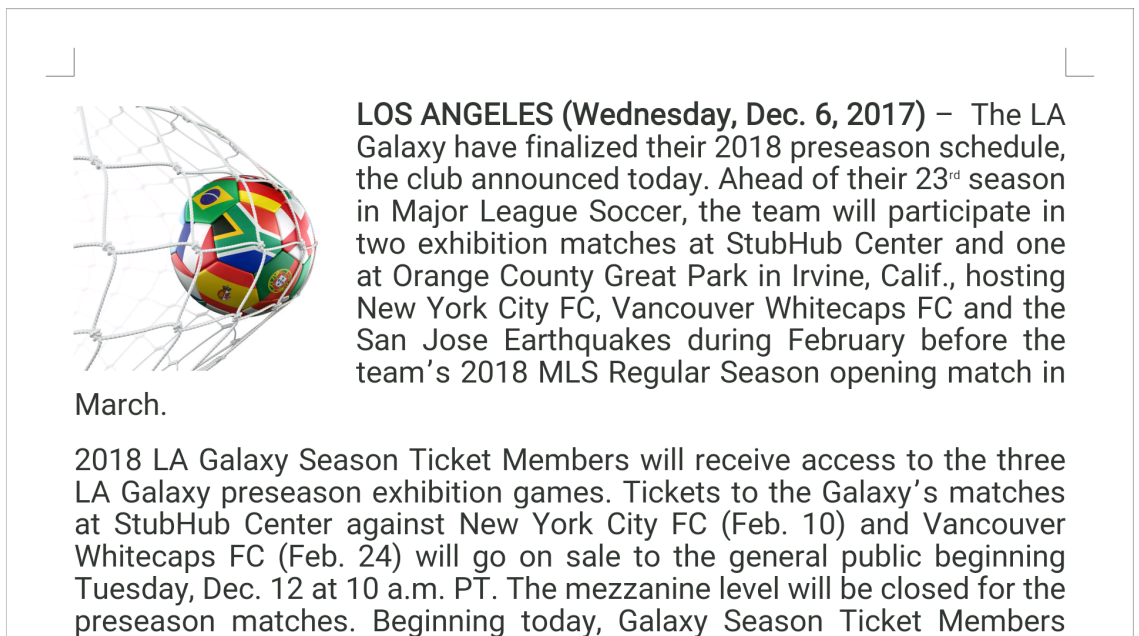 LOS ANGELES (Wednesday, Dec. 6, 2017) – The LA
Galaxy have finalized their 2018 preseason schedule,
the club announced today. Ahead of their 23rd season
in Major League Soccer, the team will participate in
two exhibition matches at StubHub Center and one
at Orange County Great Park in Irvine, Calif., hosting
New York City FC, Vancouver Whitecaps FC and the
San Jose Earthquakes during February before the
team’s 2018 MLS Regular Season opening match in
March.
2018 LA Galaxy Season Ticket Members will receive access to the three
LA Galaxy preseason exhibition games. Tickets to the Galaxy’s matches
at StubHub Center against New York City FC (Feb. 10) and Vancouver
Whitecaps FC (Feb. 24) will go on sale to the general public beginning
Tuesday, Dec. 12 at 10 a.m. PT. The mezzanine level will be closed for the
preseason matches. Beginning today, Galaxy Season Ticket Members